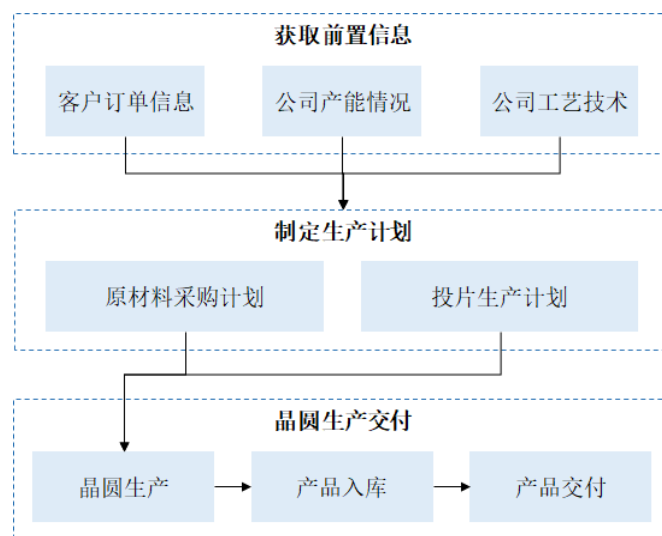 获取前置信息
客户订单信息
公司产能情况
公司工艺技术
制定生产计划
原材料采购计划
投片生产计划
晶圆生产交付
晶圆生产
产品入库
产品交付